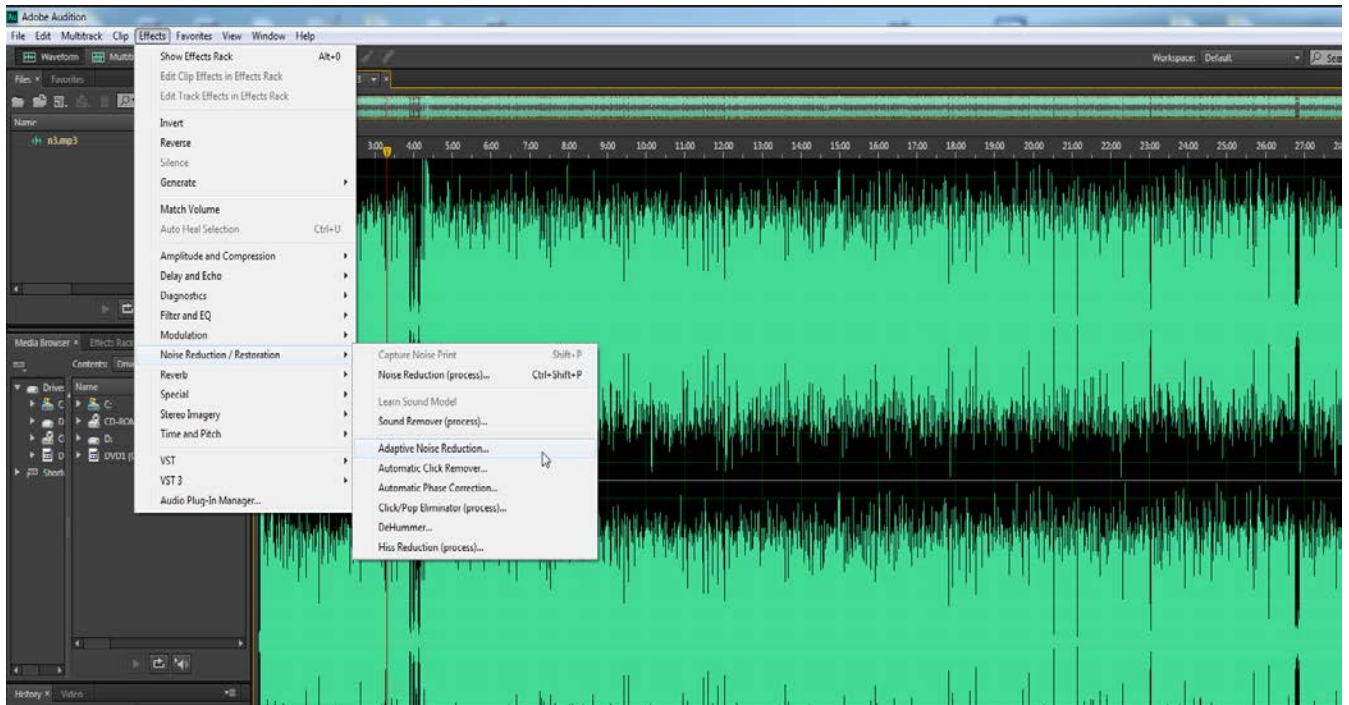 Au Adobe Audition
File Edit Multitrack Clip Effects Favorites View Window Help
Waveform
Workspace: Default
Files × Favorites
Name
n3.mp3
Show Effects Rack Alt+0
Edit Clip Effects in Effects Rack
Edit Track Effects in Effects Rack
Invert
Reverse
Silence
Generate
Match Volume
Auto Heal Selection Ctrl+U
Amplitude and Compression
Delay and Echo
Diagnostics
Filter and EQ
Modulation
Noise Reduction / Restoration
Reverb
Special
Stereo Imagery
Time and Pitch
VST
VST 3
Audio Plug-In Manager...
Capture Noise Print Shift+P
Noise Reduction (process)... Ctrl+Shift+P
Learn Sound Model
Sound Remover (process)...
Adaptive Noise Reduction...
Automatic Click Remover...
Automatic Phase Correction...
Click/Pop Eliminator (process)...
DeHummer...
Hiss Reduction (process)...
3:00 4:00 5:00 6:00 7:00 8:00 9:00 10:00 11:00 12:00 13:00 14:00 15:00 16:00 17:00 18:00 19:00 20:00 21:00 22:00 23:00 24:00 25:00 26:00 27:00
Media Browser × Effects Rack
Contents:
Name
C:
CD-ROM
D:
DVD1
History × Video